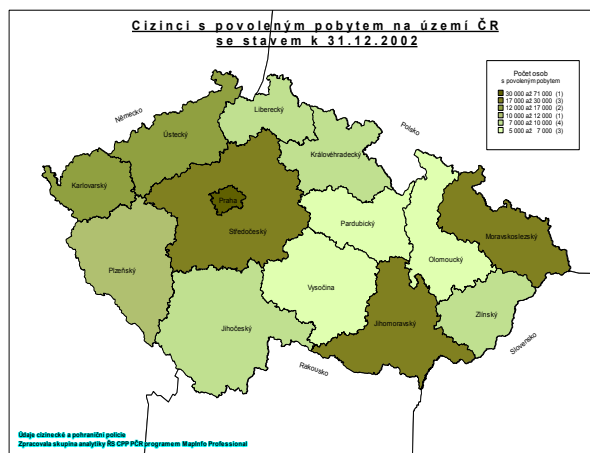 Cizinci s povoleným pobytem na území ČR
se stavem k 31.12.2002
Počet osob
s povoleným pobytem
30 000 až 71 000 (1)
17 000 až 30 000 (3)
12 000 až 17 000 (2)
10 000 až 12 000 (1)
7 000 až 10 000 (4)
5 000 až 7 000 (3)
Německo
Polsko
Liberecký
Ústecký
Královéhradecký
Karlovarský
Praha
Středočeský
Pardubický
Moravskoslezský
Olomoucký
Plzeňský
Vysočina
Jihočeský
Jihomoravský
Zlínský
Slovensko
Rakousko
Údaje cizinecké a pohraniční policie
Zpracovala skupina analytiky ŘS CPP PČR programem MapInfo Professional